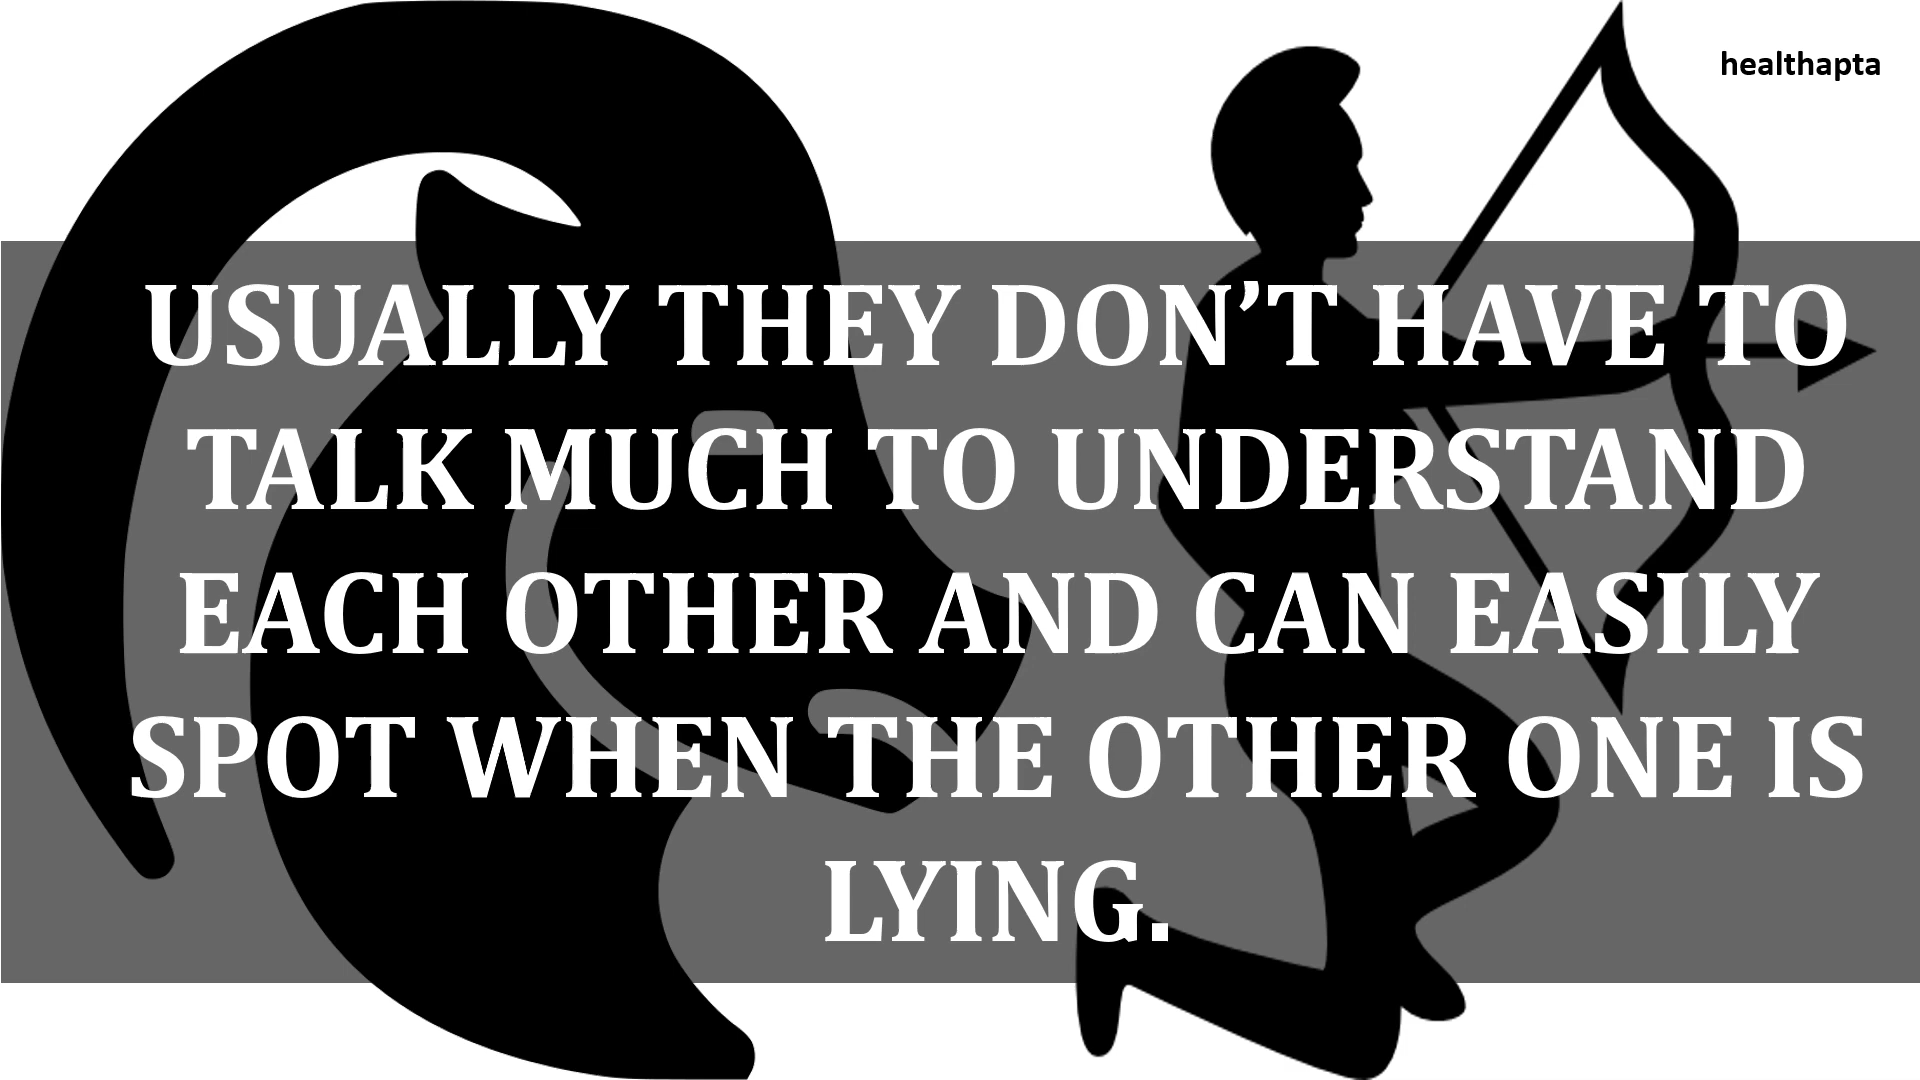 healthapta
USUALLY THEY DON’T HAVE TO
TALK MUCH TO UNDERSTAND
EACH OTHER AND CAN EASILY
SPOT WHEN THE OTHER ONE IS
LYING.